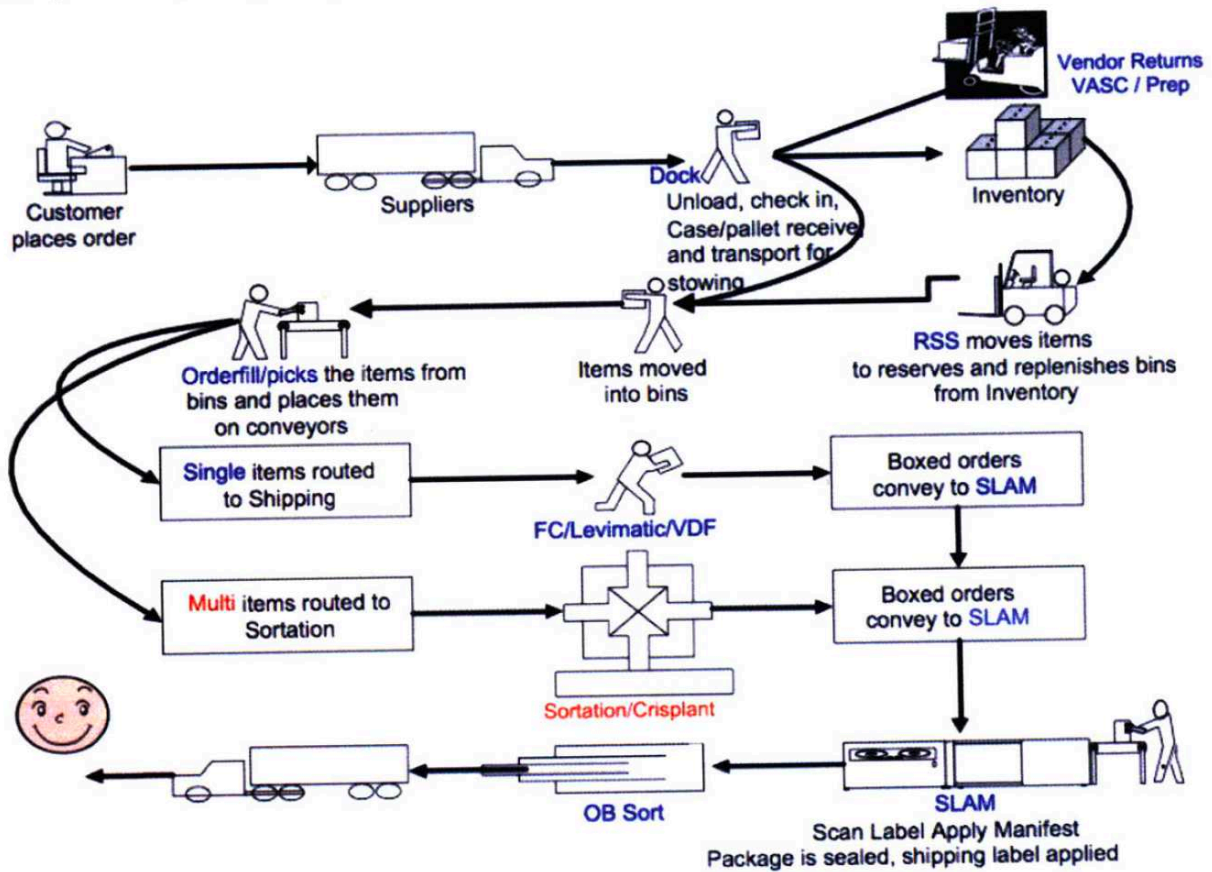 Vendor Returns
VASC / Prep
Customer
places order
Suppliers
Dock
Unload, check in,
Case/pallet receive,
and transport for
stowing
Inventory
Orderfill/picks the items from
bins and places them
on conveyors
Items moved
into bins
RSS moves items
to reserves and replenishes bins
from Inventory
Single items routed
to Shipping
FC/Levimatic/VDF
Boxed orders
convey to SLAM
Multi items routed to
Sortation
Sortation/Crisplant
Boxed orders
convey to SLAM
OB Sort
SLAM
Scan Label Apply Manifest
Package is sealed, shipping label applied